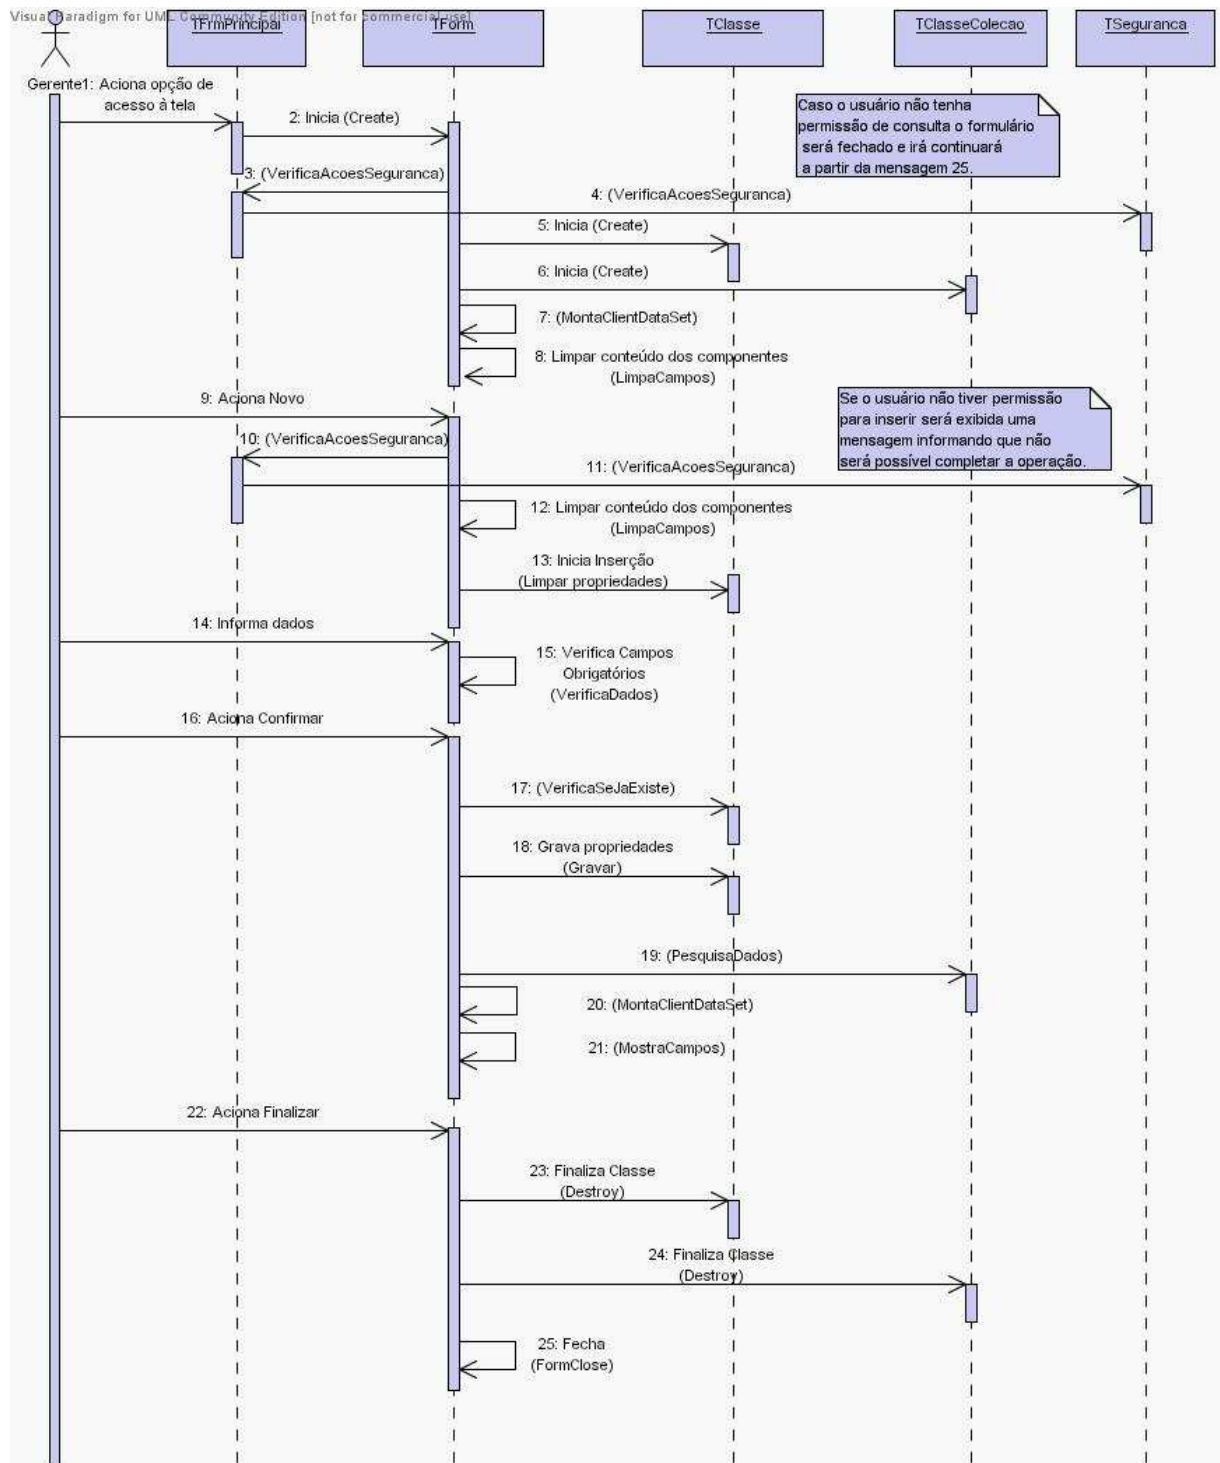 Visual Paradigm for UML Community Edition [not for commercial use]
TFrmPrincipal
TForm
TClasse
TClasseColecao
TSeguranca
Gerente1: Aciona opção de
acesso à tela
Caso o usuário não tenha
permissão de consulta o formulário
será fechado e irá continuará
a partir da mensagem 25.
2: Inicia (Create)
3: (VerificaAcoesSeguranca)
4: (VerificaAcoesSeguranca)
5: Inicia (Create)
6: Inicia (Create)
7: (MontaClientDataSet)
8: Limpar conteúdo dos componentes
(LimpaCampos)
9: Aciona Novo
Se o usuário não tiver permissão
para inserir será exibida uma
mensagem informando que não
será possível completar a operação.
10: (VerificaAcoesSeguranca)
11: (VerificaAcoesSeguranca)
12: Limpar conteúdo dos componentes
(LimpaCampos)
13: Inicia Inserção
(Limpar propriedades)
14: Informa dados
15: Verifica Campos
Obrigatórios
(VerificaDados)
16: Aciona Confirmar
17: (VerificaSeJaExiste)
18: Grava propriedades
(Gravar)
19: (PesquisaDados)
20: (MontaClientDataSet)
21: (MostraCampos)
22: Aciona Finalizar
23: Finaliza Classe
(Destroy)
24: Finaliza Classe
(Destroy)
25: Fecha
(FormClose)